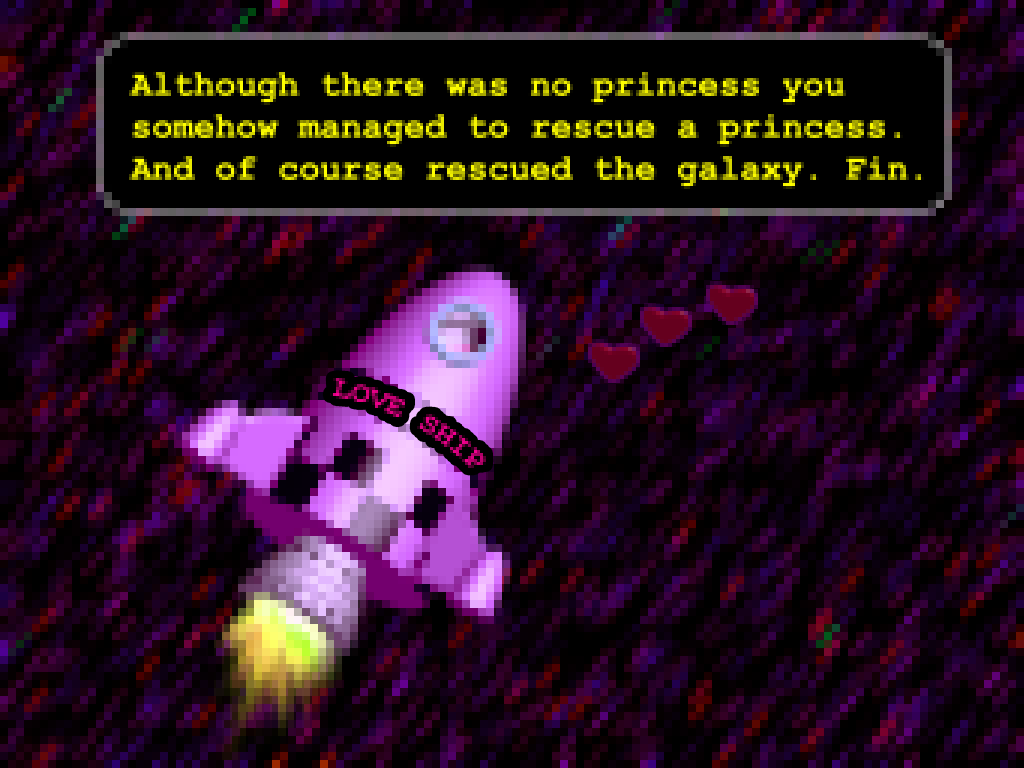 Although there was no princess you
somehow managed to rescue a princess.
And of course rescued the galaxy. Fin.
LOVE SHIP